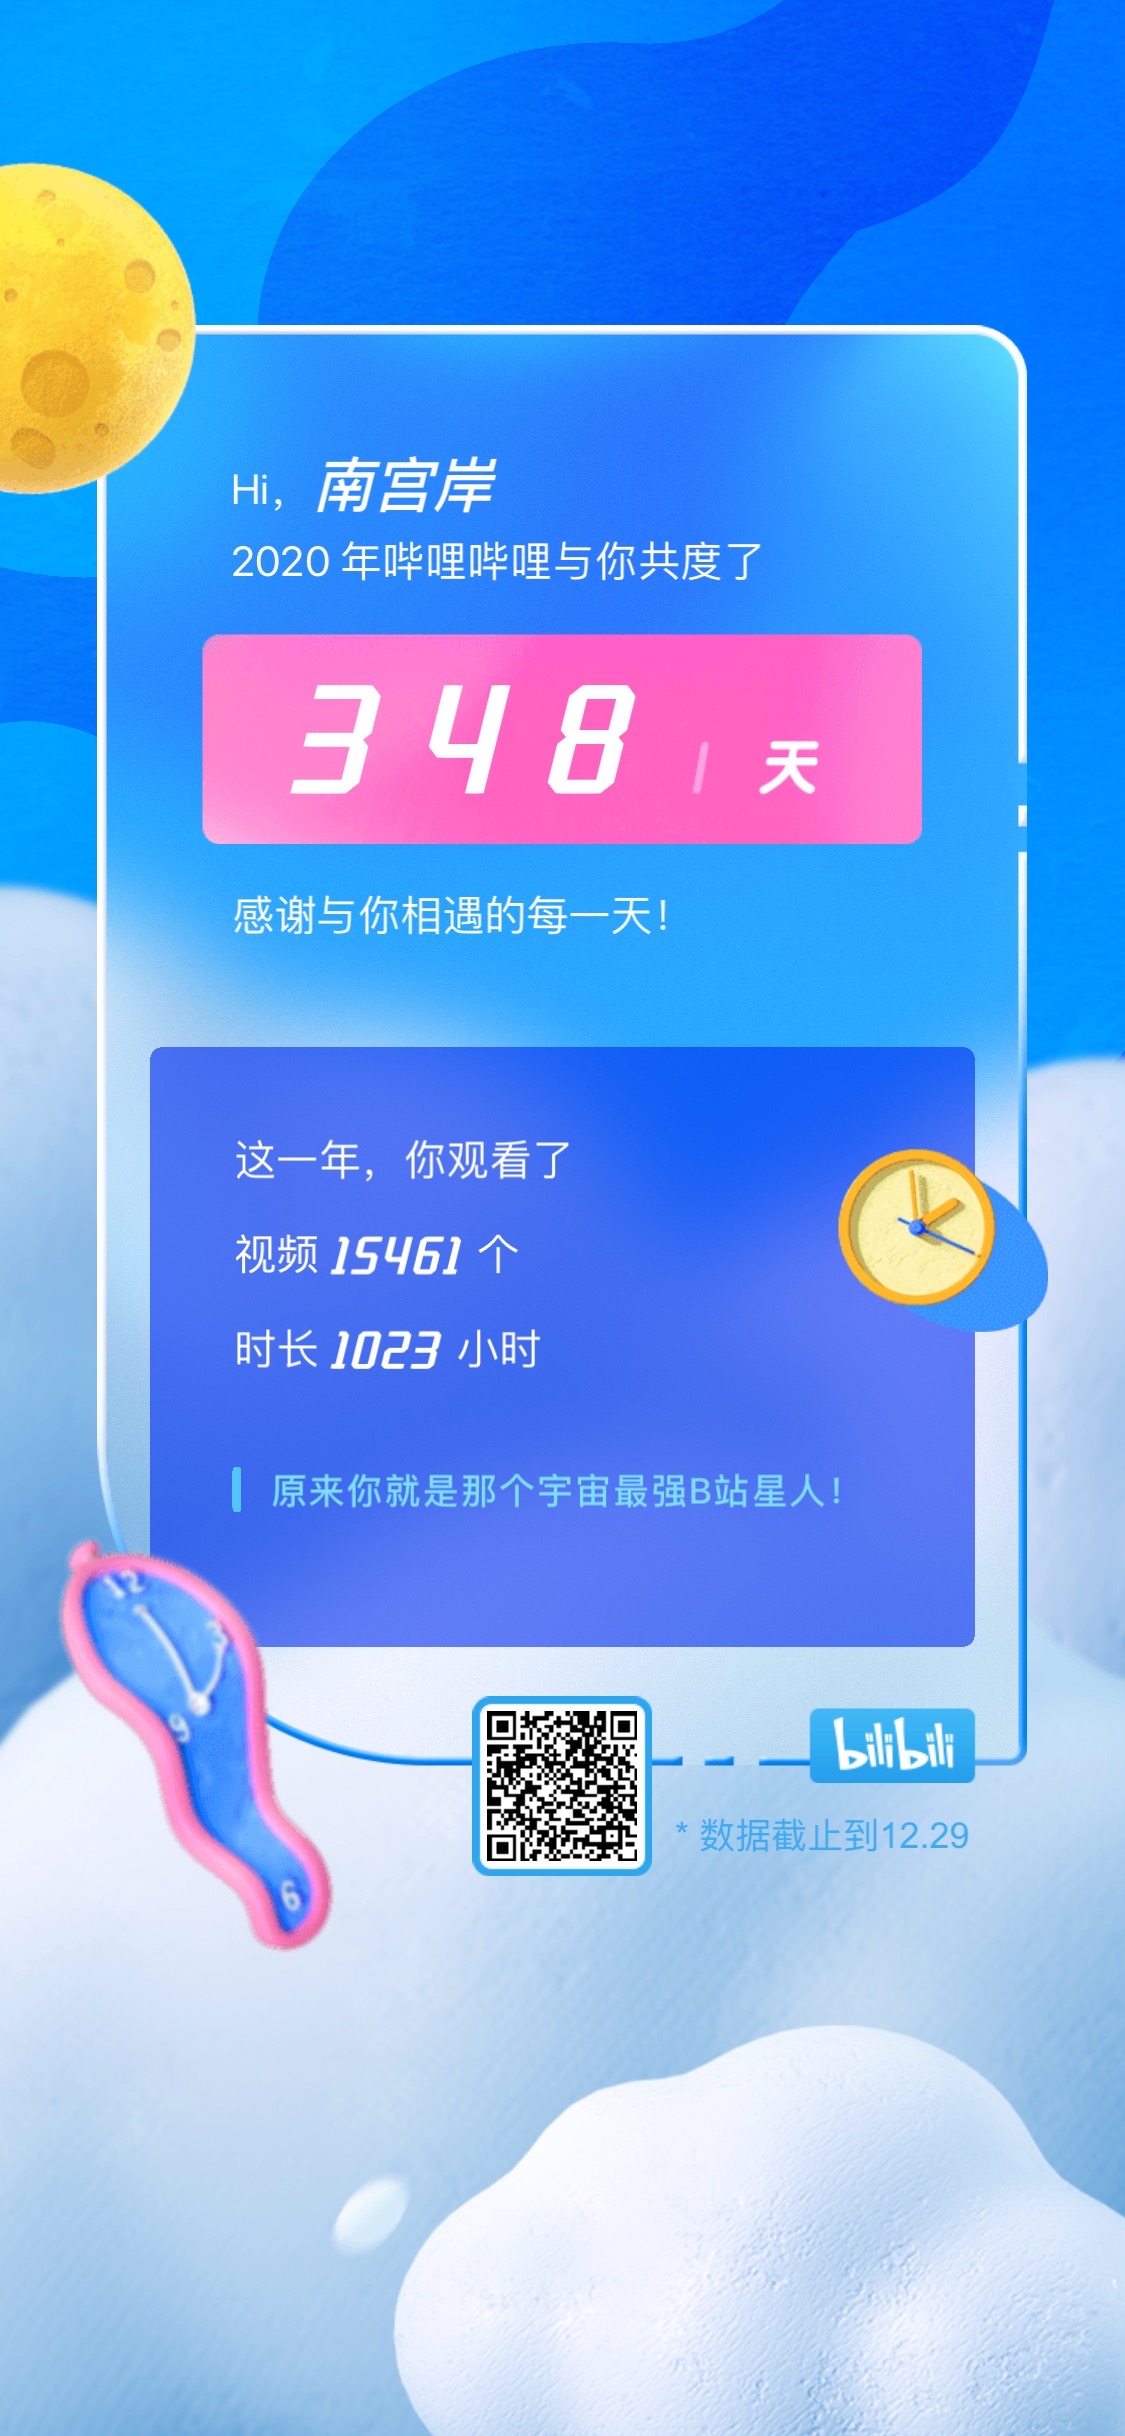 Hi，南宫岸
2020 年哔哩哔哩与你共度了
348 / 天
感谢与你相遇的每一天！
这一年，你观看了
视频 15461 个
时长 1023 小时
原来你就是那个宇宙最强B站星人！
12
3
9
6
bilibili
* 数据截止到12.29